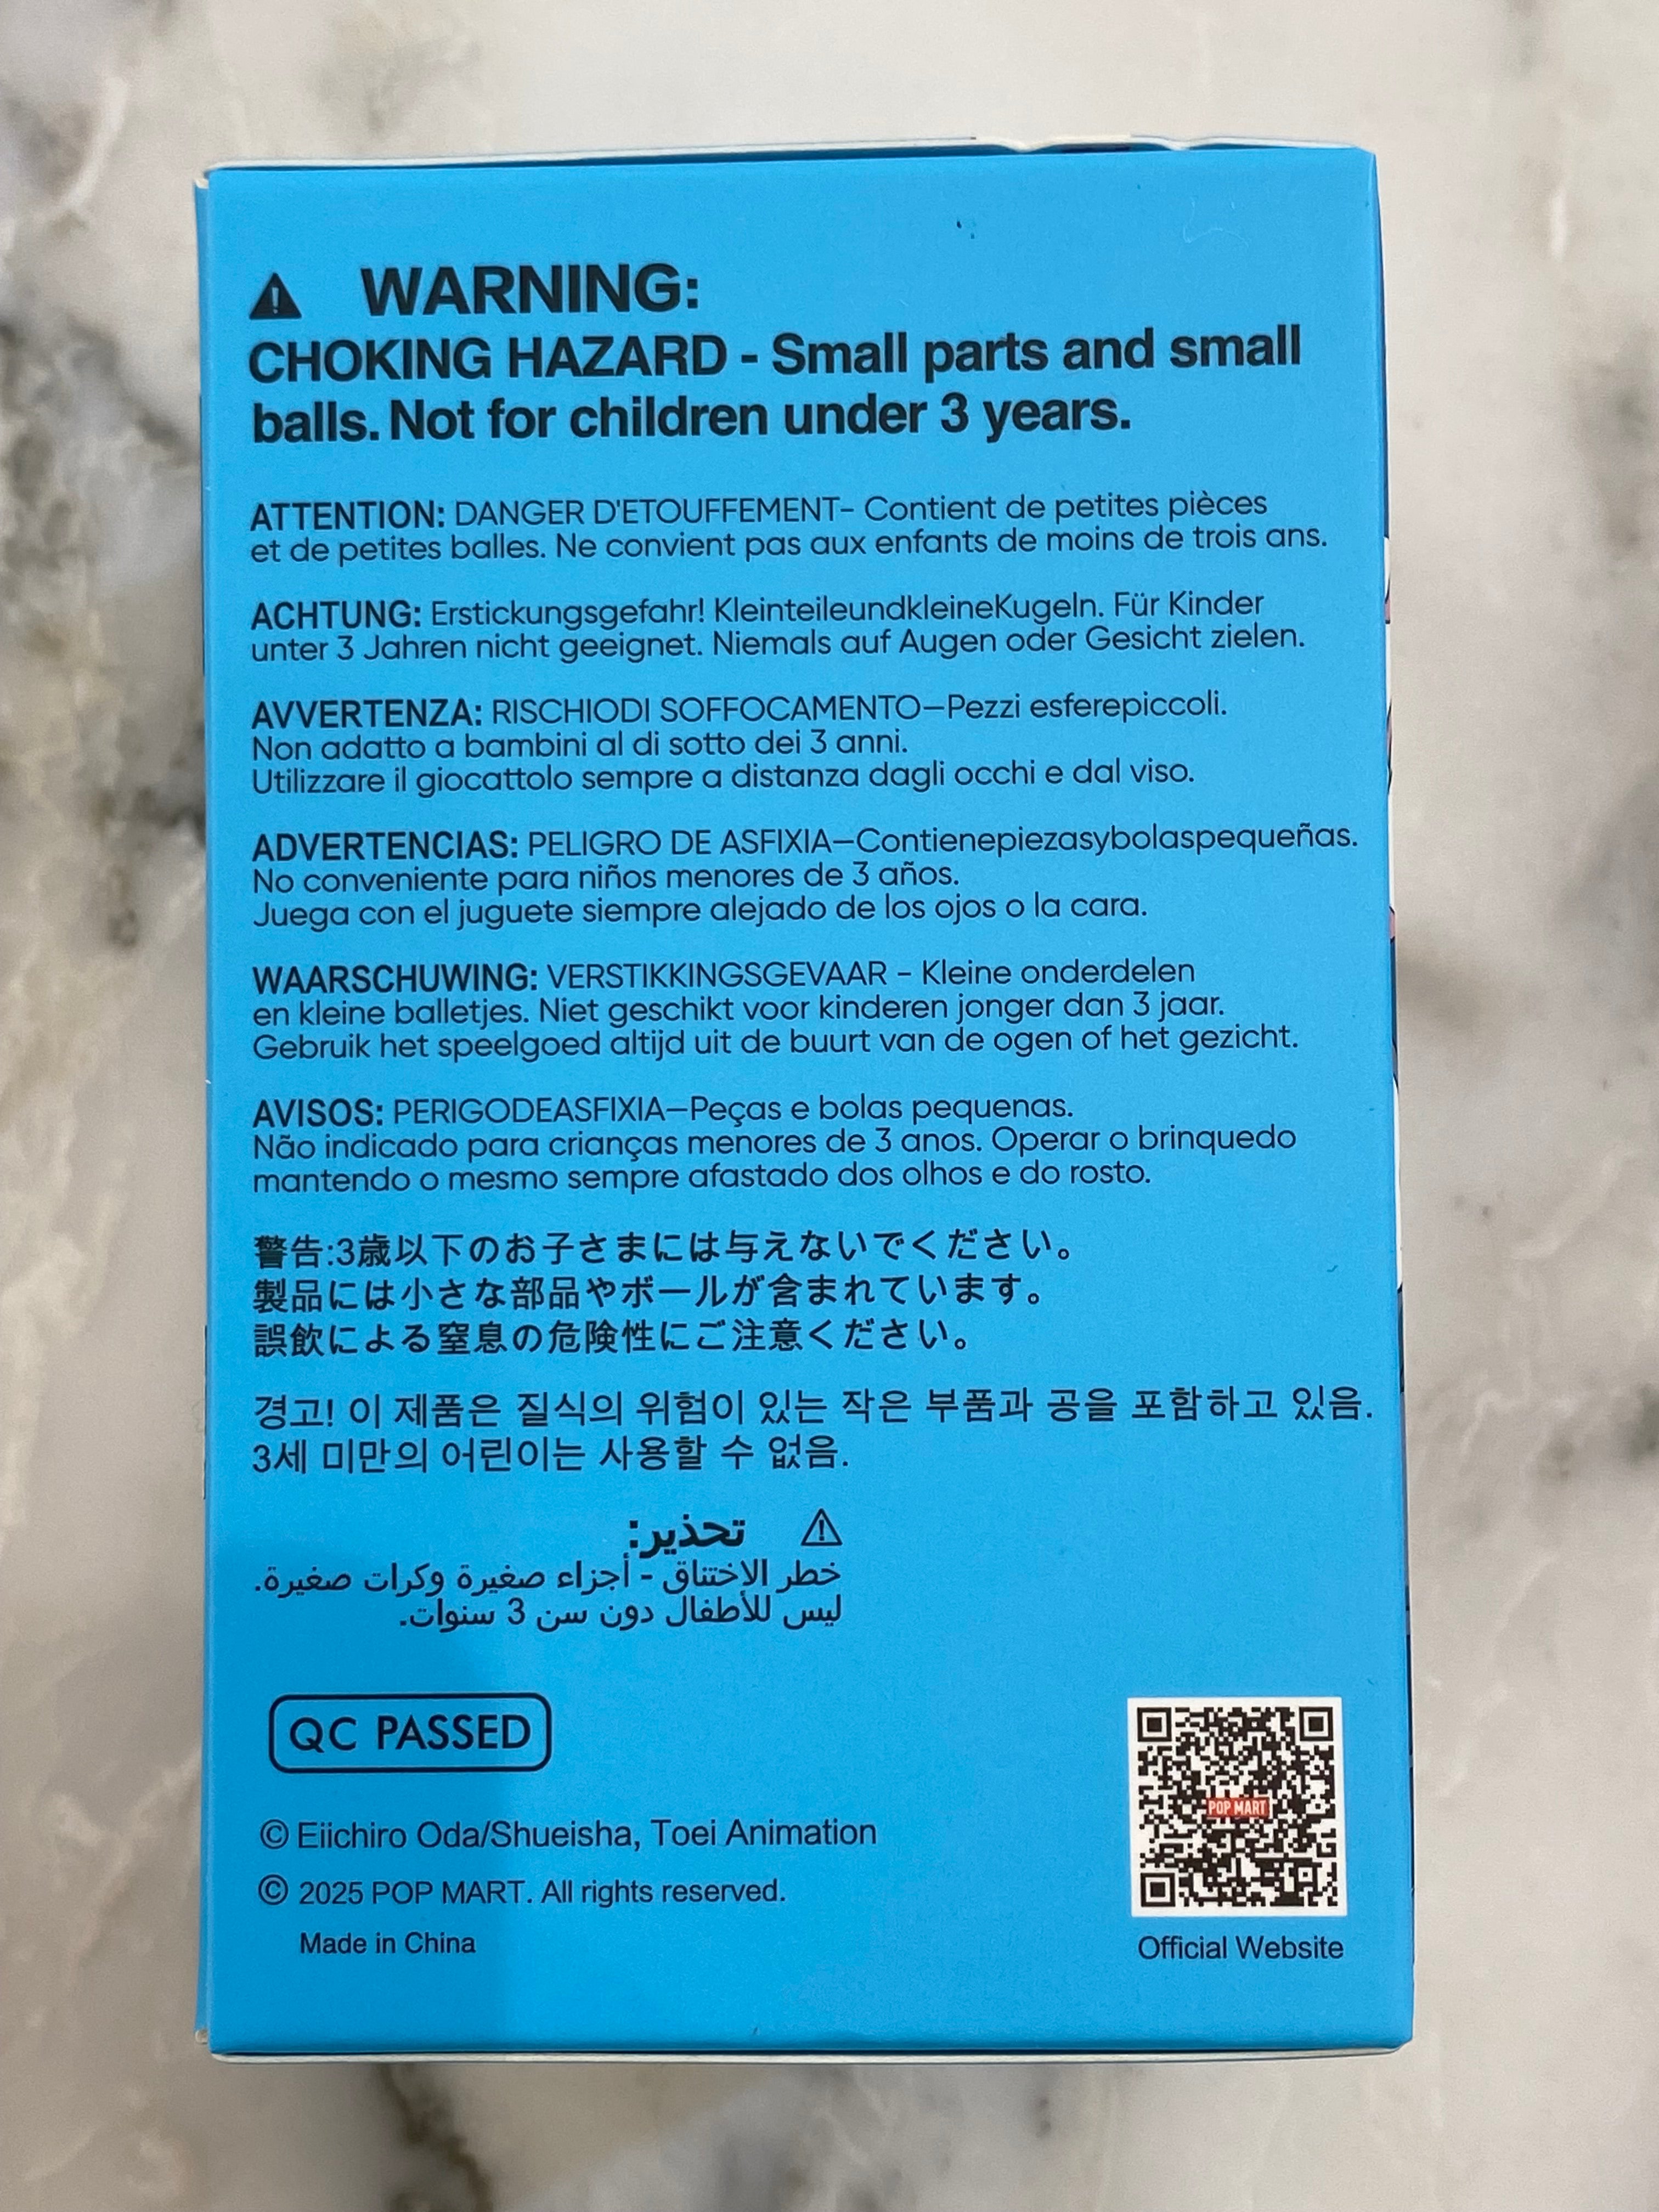 WARNING:
CHOKING HAZARD - Small parts and small
balls. Not for children under 3 years.
ATTENTION: DANGER D'ETOUFFEMENT- Contient de petites pièces
et de petites balles. Ne convient pas aux enfants de moins de trois ans.
ACHTUNG: Erstickungsgefahr! KleinteileundkleineKugeln. Für Kinder
unter 3 Jahren nicht geeignet. Niemals auf Augen oder Gesicht zielen.
AVVERTENZA: RISCHIODI SOFFOCAMENTO—Pezzi esferepiccoli.
Non adatto a bambini al di sotto dei 3 anni.
Utilizzare il giocattolo sempre a distanza dagli occhi e dal viso.
ADVERTENCIAS: PELIGRO DE ASFIXIA—Contienepiezasybolaspequeñas.
No conveniente para niños menores de 3 años.
Juega con el juguete siempre alejado de los ojos o la cara.
WAARSCHUWING: VERSTIKKINGSGEVAAR - Kleine onderdelen
en kleine balletjes. Niet geschikt voor kinderen jonger dan 3 jaar.
Gebruik het speelgoed altijd uit de buurt van de ogen of het gezicht.
AVISOS: PERIGODEASFIXIA—Peças e bolas pequenas.
Não indicado para crianças menores de 3 anos. Operar o brinquedo
mantendo o mesmo sempre afastado dos olhos e do rosto.
警告:3歳以下のお子さまには与えないでください。
製品には小さな部品やボールが含まれています。
誤飲による窒息の危険性にご注意ください。
경고! 이 제품은 질식의 위험이 있는 작은 부품과 공을 포함하고 있음.
3세 미만의 어린이는 사용할 수 없음.
تحذير:
خطر الاختناق - أجزاء صغيرة وكرات صغيرة.
ليس للأطفال دون سن 3 سنوات.
QC PASSED
© Eiichiro Oda/Shueisha, Toei Animation
© 2025 POP MART. All rights reserved.
Made in China
POP MART
Official Website